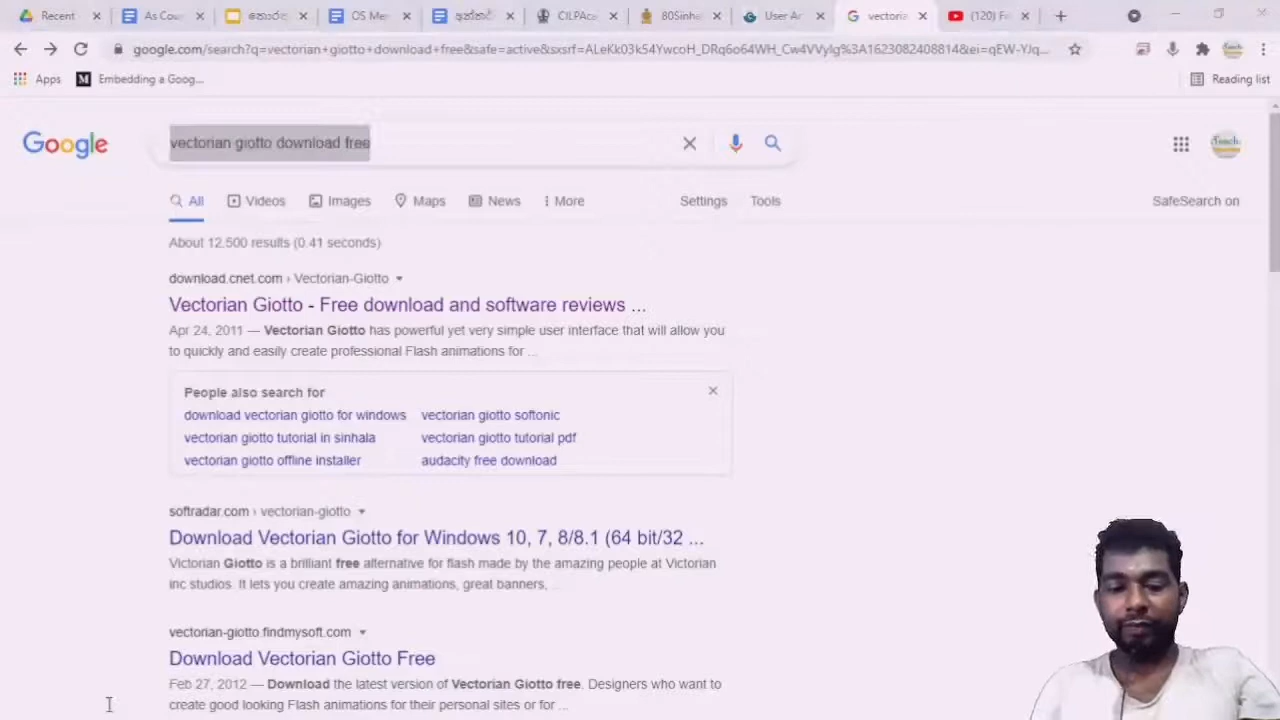 Recent
As Cou
OS Me
CILPAca
80Sinha
User Ar
vectoria
(120) Fi
google.com/search?q=vectorian+giotto+download+free&safe=active&sxsrf=
Apps
Embedding a Goog...
Reading list
Google
vectorian giotto download free
All
Videos
Images
Maps
News
More
Settings
Tools
SafeSearch on
About 12,500 results (0.41 seconds)
download.cnet.com › Vectorian-Giotto
Vectorian Giotto - Free download and software reviews ...
Apr 24, 2011 — Vectorian Giotto has powerful yet very simple user interface that will allow you
to quickly and easily create professional Flash animations for ...
People also search for
download vectorian giotto for windows
vectorian giotto softonic
vectorian giotto tutorial in sinhala
vectorian giotto tutorial pdf
vectorian giotto offline installer
audacity free download
softradar.com › vectorian-giotto
Download Vectorian Giotto for Windows 10, 7, 8/8.1 (64 bit/32 ...
Victorian Giotto is a brilliant free alternative for flash made by the amazing people at Victorian
inc studios. It lets you create amazing animations, great banners, ...
vectorian-giotto.findmysoft.com
Download Vectorian Giotto Free
Feb 27, 2012 — Download the latest version of Vectorian Giotto free. Designers who want to
create good looking Flash animations for their personal sites or for ...